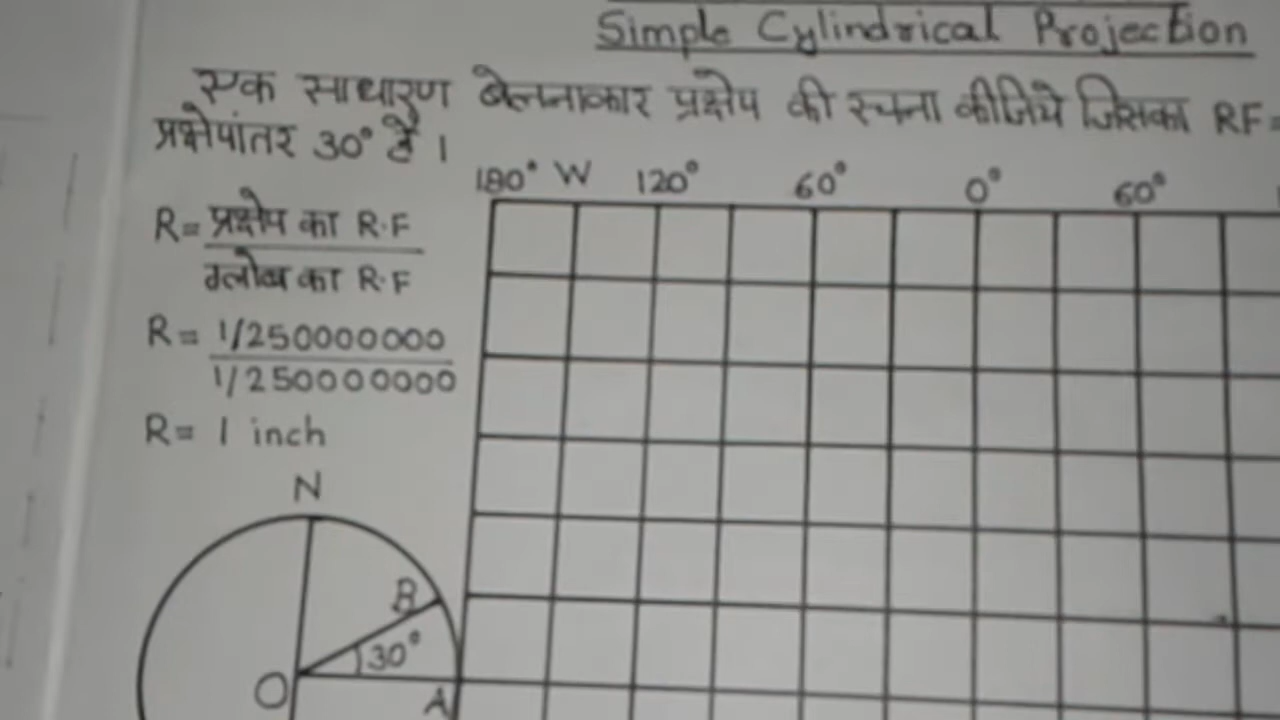 Simple Cylindrical Projection
एक साधारण बेलनाकार प्रक्षेप की रचना कीजिये जिसका RF=
प्रक्षेपांतर 30° है।
180° W 120° 60° 0° 60°
R= प्रक्षेप का R.F
ग्लोब का R.F
R= 1/250000000
1/250000000
R= 1 inch
N
B
30°
O A